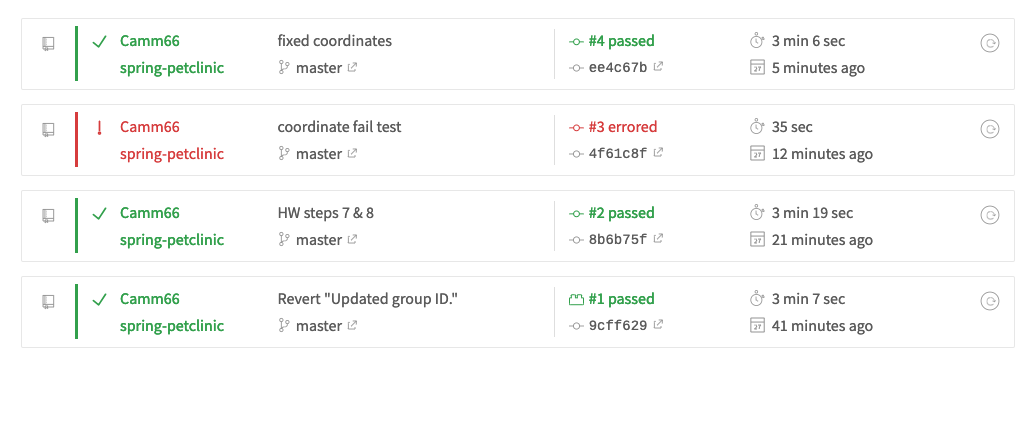 Camm66 fixed coordinates #4 passed 3 min 6 sec
spring-petclinic master ee4c67b 5 minutes ago
Camm66 coordinate fail test #3 errored 35 sec
spring-petclinic master 4f61c8f 12 minutes ago
Camm66 HW steps 7 & 8 #2 passed 3 min 19 sec
spring-petclinic master 8b6b75f 21 minutes ago
Camm66 Revert "Updated group ID." #1 passed 3 min 7 sec
spring-petclinic master 9cff629 41 minutes ago